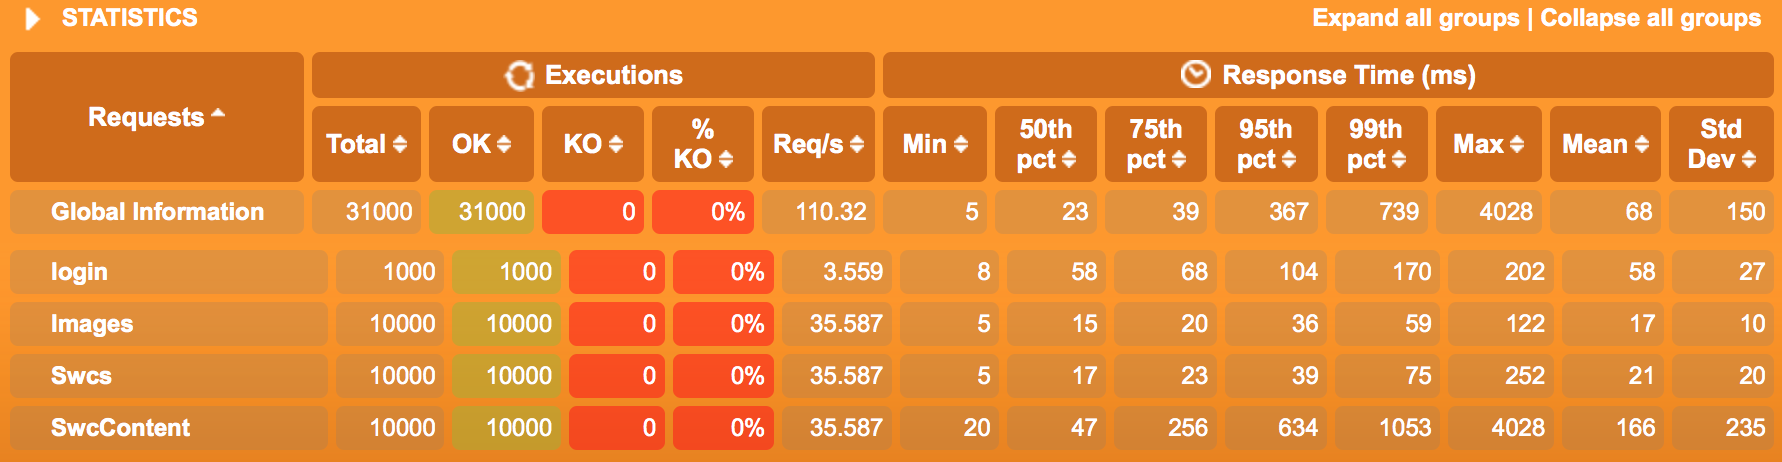 STATISTICS Expand all groups | Collapse all groups
Requests Executions Response Time (ms)
Total OK KO % KO Req/s Min 50th pct 75th pct 95th pct 99th pct Max Mean Std Dev
Global Information 31000 31000 0 0% 110.32 5 23 39 367 739 4028 68 150
login 1000 1000 0 0% 3.559 8 58 68 104 170 202 58 27
Images 10000 10000 0 0% 35.587 5 15 20 36 59 122 17 10
Swcs 10000 10000 0 0% 35.587 5 17 23 39 75 252 21 20
SwcContent 10000 10000 0 0% 35.587 20 47 256 634 1053 4028 166 235